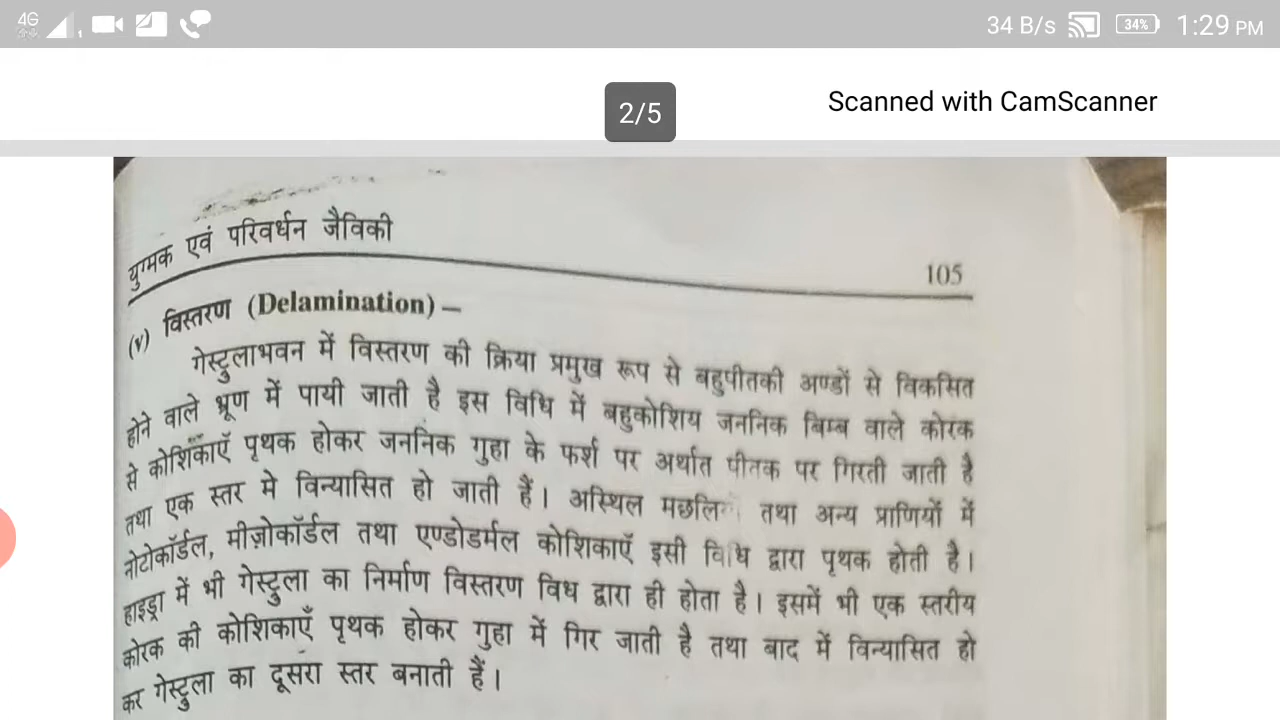 4G
34 B/s 34% 1:29 PM
2/5
Scanned with CamScanner
युग्मक एवं परिवर्धन जैविकी
105
(v) विस्तरण (Delamination) –
गेस्ट्रुलाभवन में विस्तरण की क्रिया प्रमुख रूप से बहुपीतकी अण्डों से विकसित
होने वाले भ्रूण में पायी जाती है इस विधि में बहुकोशिय जननिक बिम्ब वाले कोरक
से कोशिकाएँ पृथक होकर जननिक गुहा के फर्श पर अर्थात पीतक पर गिरती जाती है
तथा एक स्तर मे विन्यासित हो जाती हैं। अस्थिल तथा अन्य प्राणियों में
नोटोकॉर्डल, मीज़ोकॉर्डल तथा एण्डोडर्मल कोशिकाएँ इसी विधि द्वारा पृथक होती है।
हाइड्रा में भी गेस्ट्रुला का निर्माण विस्तरण विध द्वारा ही होता है। इसमें भी एक स्तरीय
कोरक की कोशिकाएँ पृथक होकर गुहा में गिर जाती है तथा बाद में विन्यासित हो
कर गेस्ट्रुला का दूसरा स्तर बनाती हैं।